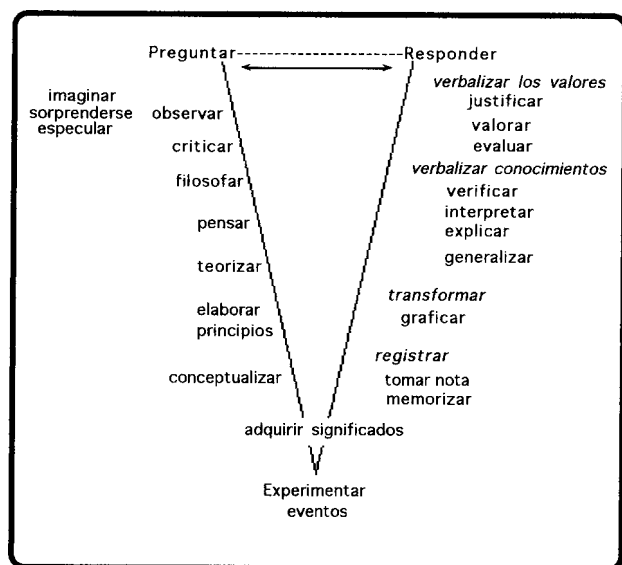 Preguntar---------------------Responder
imaginar
sorprenderse
especular
observar
criticar
filosofar
pensar
teorizar
elaborar
principios
conceptualizar
verbalizar los valores
justificar
valorar
evaluar
verbalizar conocimientos
verificar
interpretar
explicar
generalizar
transformar
graficar
registrar
tomar nota
memorizar
adquirir significados
Experimentar
eventos